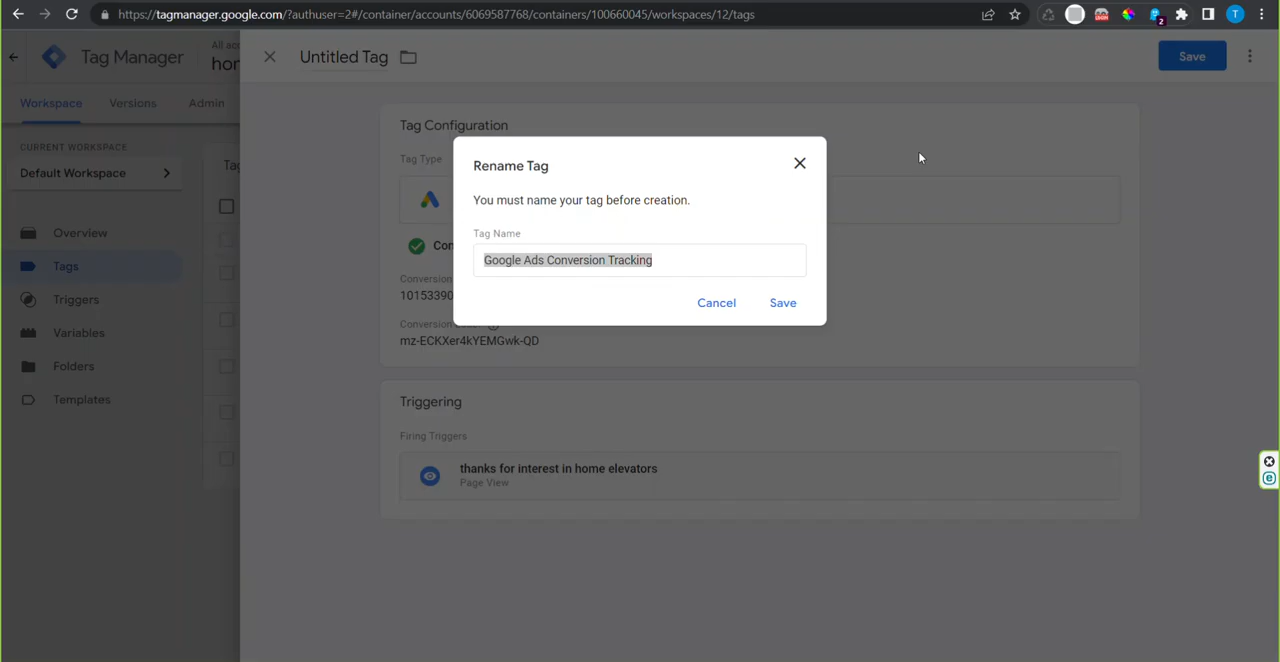 https://tagmanager.google.com/?authuser=2#/container/accounts/6069587768/containers/100660045/workspaces/12/tags
2
T
Tag Manager
All acc
hor
Untitled Tag
Save
Workspace
Versions
Admin
CURRENT WORKSPACE
Default Workspace
Tag
Overview
Tags
Triggers
Variables
Folders
Templates
Tag Configuration
Tag Type
Con
Conversion
10153390
Conversion
mz-ECKXer4kYEMGwk-QD
Rename Tag
You must name your tag before creation.
Tag Name
Google Ads Conversion Tracking
Cancel
Save
Triggering
Firing Triggers
thanks for interest in home elevators
Page View